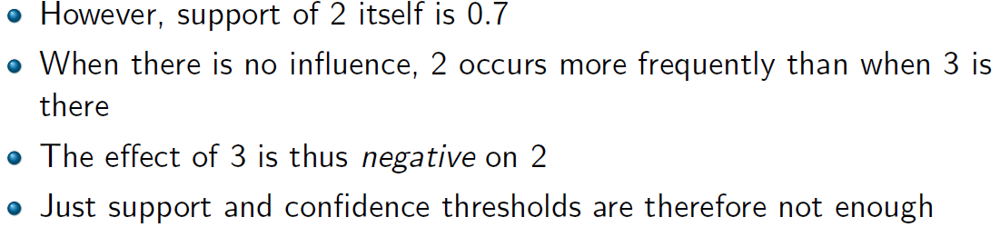 However, support of 2 itself is 0.7
When there is no influence, 2 occurs more frequently than when 3 is
there
The effect of 3 is thus negative on 2
Just support and confidence thresholds are therefore not enough